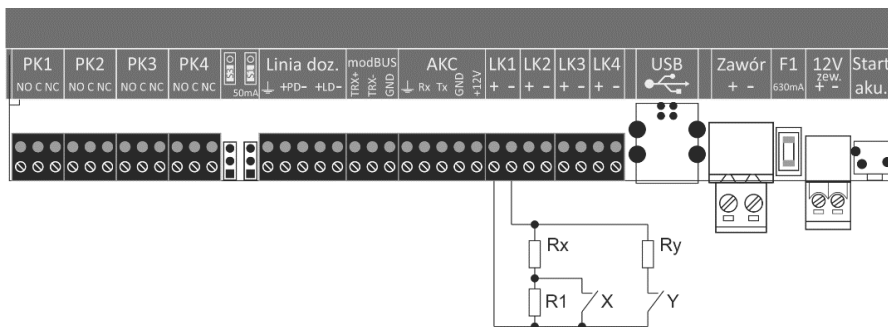 PK1 PK2 PK3 PK4 Linia doz. modBUS AKC LK1 LK2 LK3 LK4 USB Zawór F1 12V Start
NO C NC NO C NC NO C NC NO C NC 50mA +PD- +LD- TRX+ TRX- GND Rx Tx GND +12V + - + - + - + - + - 630mA zew. + - aku.
Rx Ry
R1 X Y